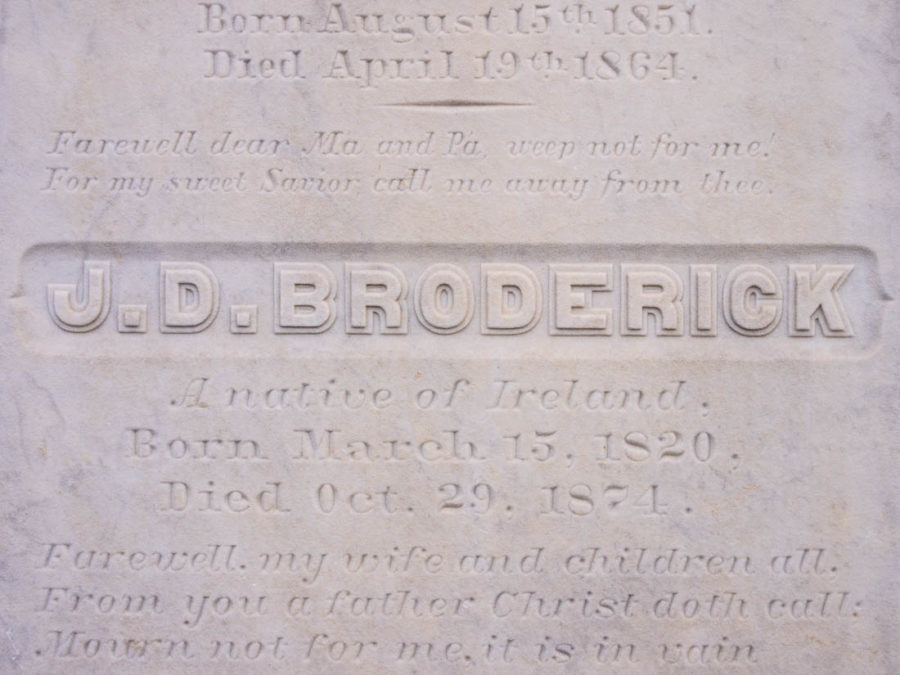 Born August 15th 1851.
Died April 19th 1864.
Farewell dear Ma and Pa, weep not for me!
For my sweet Savior call me away from thee.
J.D. BRODERICK
A native of Ireland,
Born March 15, 1820,
Died Oct. 29, 1874.
Farewell. my wife and children all,
From you a father Christ doth call:
Mourn not for me, it is in vain